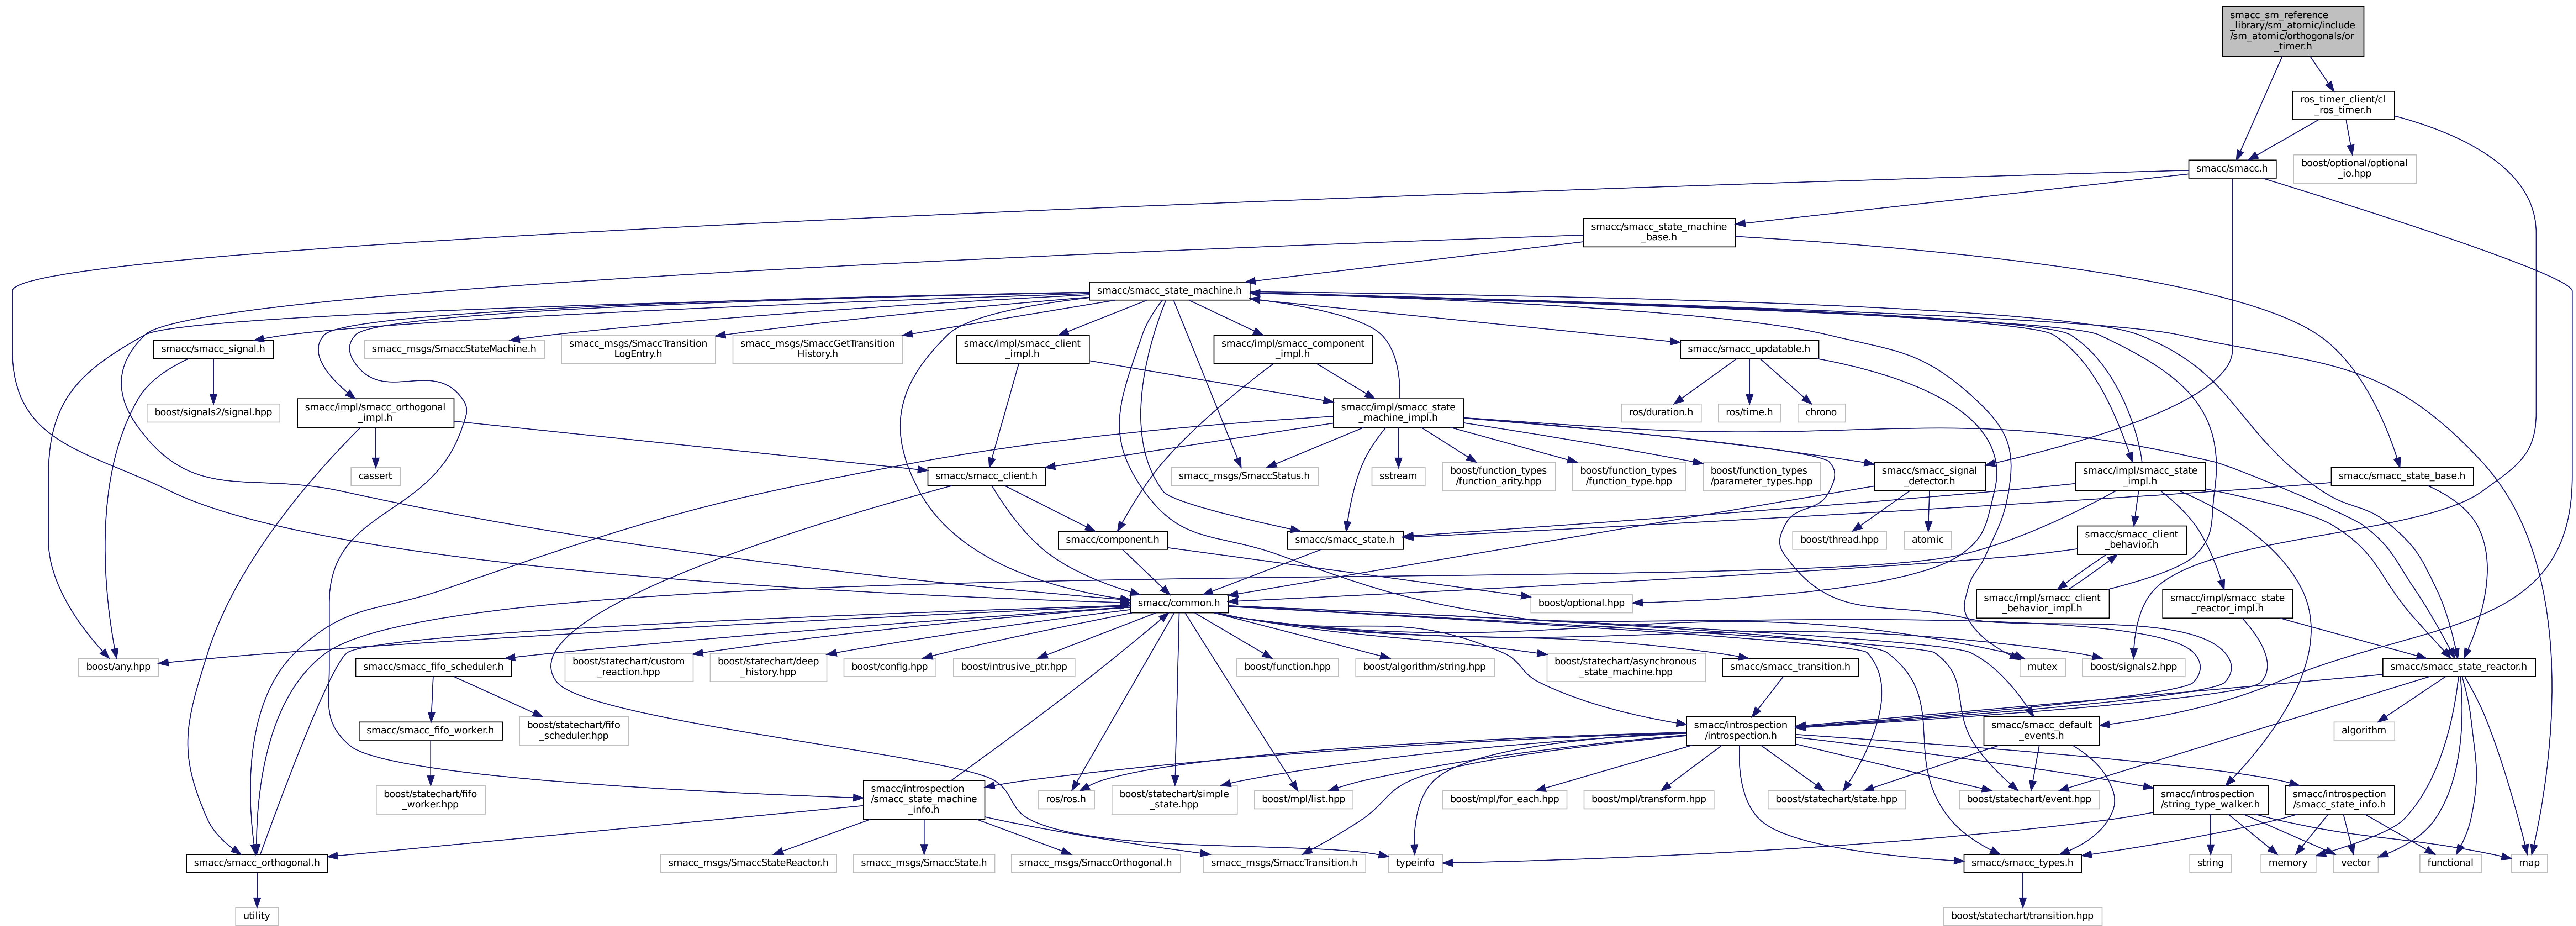 smacc_sm_reference
_library/sm_atomic/include
/sm_atomic/orthogonals/or
_timer.h
ros_timer_client/cl
_ros_timer.h
smacc/smacc.h
boost/optional/optional
_io.hpp
smacc/smacc_state_machine
_base.h
smacc/smacc_state_machine.h
smacc/smacc_signal.h
smacc_msgs/SmaccStateMachine.h
smacc_msgs/SmaccTransition
LogEntry.h
smacc_msgs/SmaccGetTransition
History.h
smacc/impl/smacc_client
_impl.h
smacc/impl/smacc_component
_impl.h
smacc/smacc_updatable.h
boost/signals2/signal.hpp
smacc/impl/smacc_orthogonal
_impl.h
smacc/impl/smacc_state
_machine_impl.h
ros/duration.h
ros/time.h
chrono
cassert
smacc/smacc_client.h
smacc_msgs/SmaccStatus.h
sstream
boost/function_types
/function_arity.hpp
boost/function_types
/function_type.hpp
boost/function_types
/parameter_types.hpp
smacc/smacc_signal
_detector.h
smacc/impl/smacc_state
_impl.h
smacc/smacc_state_base.h
smacc/component.h
smacc/smacc_state.h
boost/thread.hpp
atomic
smacc/smacc_client
_behavior.h
smacc/common.h
boost/optional.hpp
smacc/impl/smacc_client
_behavior_impl.h
smacc/impl/smacc_state
_reactor_impl.h
boost/any.hpp
smacc/smacc_fifo_scheduler.h
boost/statechart/custom
_reaction.hpp
boost/statechart/deep
_history.hpp
boost/config.hpp
boost/intrusive_ptr.hpp
boost/function.hpp
boost/algorithm/string.hpp
boost/statechart/asynchronous
_state_machine.hpp
smacc/smacc_transition.h
mutex
boost/signals2.hpp
smacc/smacc_state_reactor.h
smacc/smacc_fifo_worker.h
boost/statechart/fifo
_scheduler.hpp
smacc/introspection
/introspection.h
smacc/smacc_default
_events.h
algorithm
boost/statechart/fifo
_worker.hpp
smacc/introspection
/smacc_state_machine
_info.h
ros/ros.h
boost/statechart/simple
_state.hpp
boost/mpl/list.hpp
boost/mpl/for_each.hpp
boost/mpl/transform.hpp
boost/statechart/state.hpp
boost/statechart/event.hpp
smacc/introspection
/string_type_walker.h
smacc/introspection
/smacc_state_info.h
smacc/smacc_orthogonal.h
smacc_msgs/SmaccStateReactor.h
smacc_msgs/SmaccState.h
smacc_msgs/SmaccOrthogonal.h
smacc_msgs/SmaccTransition.h
typeinfo
smacc/smacc_types.h
string
memory
vector
functional
map
utility
boost/statechart/transition.hpp